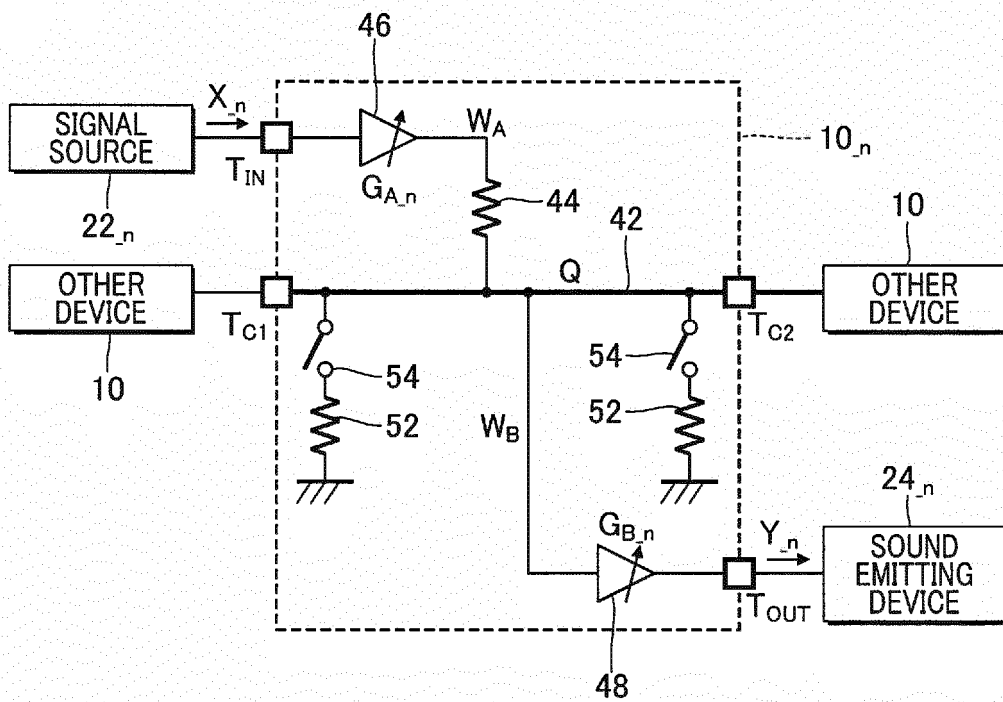 46
X_n
SIGNAL
SOURCE
W_A
10_n
T_IN
G_A_n
44
22_n
42
10
OTHER
DEVICE
Q
OTHER
DEVICE
T_C1
T_C2
10
54
54
52
52
W_B
24_n
G_B_n
Y_n
SOUND
EMITTING
DEVICE
T_OUT
48